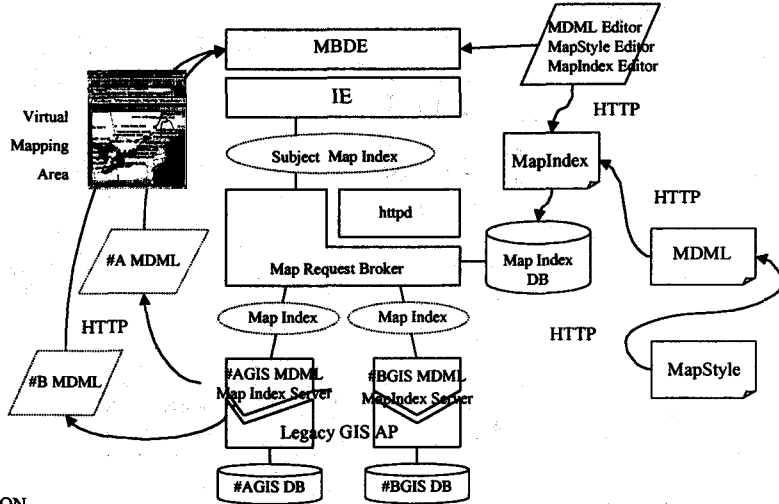 MBDE
MDML Editor
MapStyle Editor
MapIndex Editor
IE
HTTP
Virtual
Mapping
Area
Subject Map Index
MapIndex
httpd
HTTP
#A MDML
Map Request Broker
Map Index
DB
MDML
HTTP
Map Index
Map Index
HTTP
#B MDML
#AGIS MDML
Map Index Server
#BGIS MDML
MapIndex Server
MapStyle
Legacy GIS AP
#AGIS DB
#BGIS DB
ON